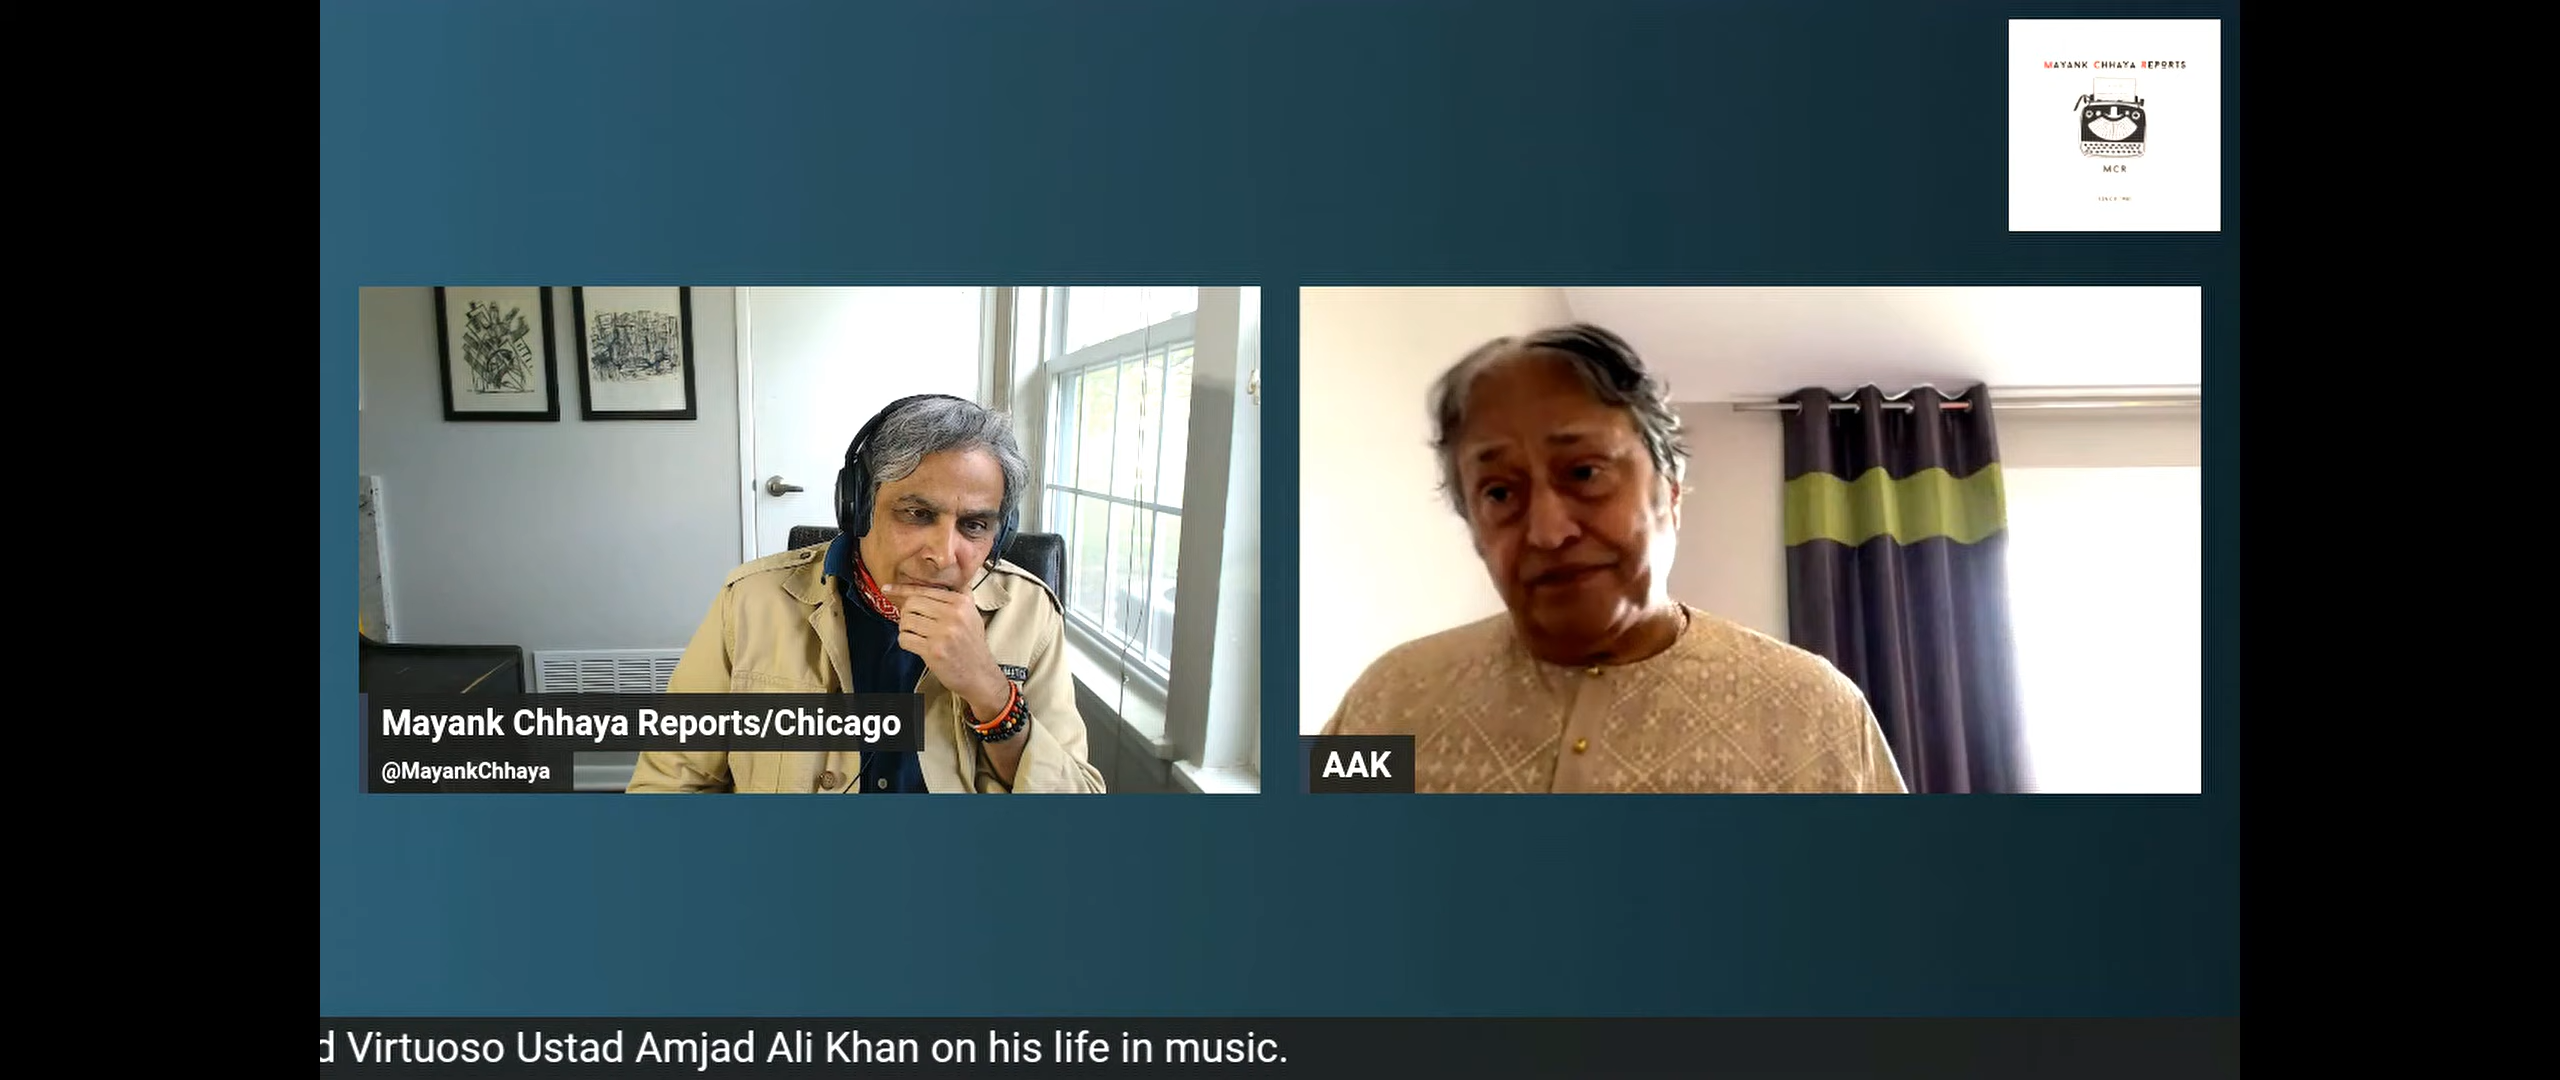 MAYANK CHHAYA REPORTS
MCR
Mayank Chhaya Reports/Chicago
@MayankChhaya
AAK
d Virtuoso Ustad Amjad Ali Khan on his life in music.